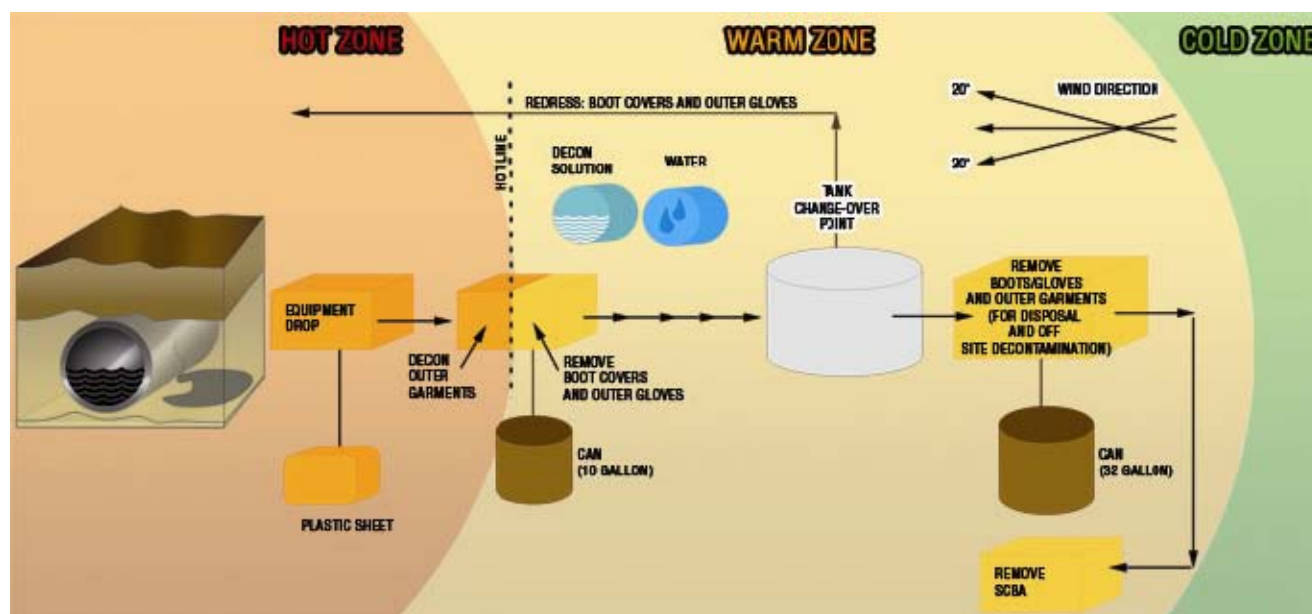 HOT ZONE
WARM ZONE
COLD ZONE
REDRESS: BOOT COVERS AND OUTER GLOVES
20°
WIND DIRECTION
20°
HOTLINE
DECON
SOLUTION
WATER
TANK
CHANGE-OVER
POINT
EQUIPMENT
DROP
DECON
OUTER
GARMENTS
REMOVE
BOOT COVERS
AND OUTER GLOVES
REMOVE
BOOTS/GLOVES
AND OUTER GARMENTS
(FOR DISPOSAL
AND OFF
SITE DECONTAMINATION)
CAN
(10 GALLON)
CAN
(32 GALLON)
PLASTIC SHEET
REMOVE
SCBA